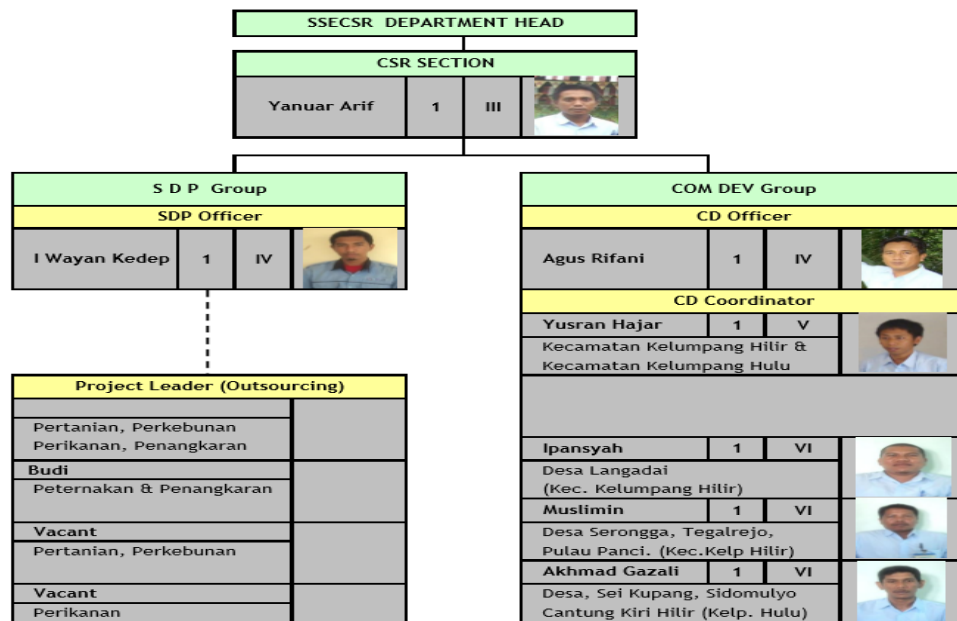 SSECSR DEPARTMENT HEAD
CSR SECTION
Yanuar Arif 1 III
S D P Group
SDP Officer
I Wayan Kedep 1 IV
Project Leader (Outsourcing)
Pertanian, Perkebunan
Perikanan, Penangkaran
Budi
Peternakan & Penangkaran
Vacant
Pertanian, Perkebunan
Vacant
Perikanan
COM DEV Group
CD Officer
Agus Rifani 1 IV
CD Coordinator
Yusran Hajar 1 V
Kecamatan Kelumpang Hilir &
Kecamatan Kelumpang Hulu
Ipansyah 1 VI
Desa Langadai
(Kec. Kelumpang Hilir)
Muslimin 1 VI
Desa Serongga, Tegalrejo,
Pulau Panci. (Kec.Kelp Hilir)
Akhmad Gazali 1 VI
Desa, Sei Kupang, Sidomulyo
Cantung Kiri Hilir (Kelp. Hulu)